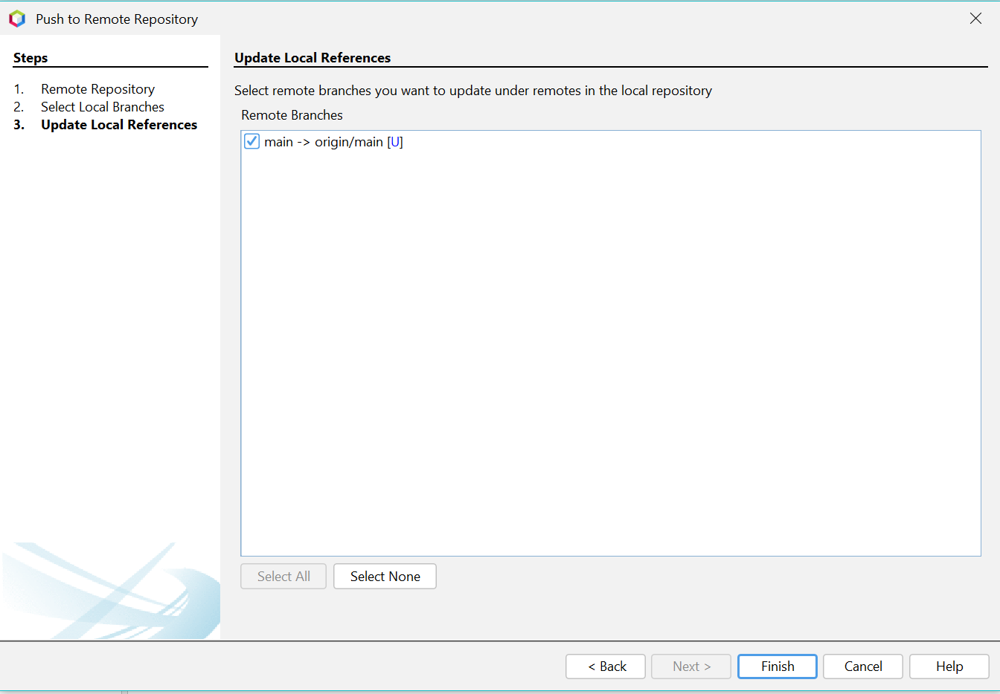 Push to Remote Repository
Steps
1. Remote Repository
2. Select Local Branches
3. Update Local References
Update Local References
Select remote branches you want to update under remotes in the local repository
Remote Branches
main -> origin/main [U]
Select All
Select None
< Back
Next >
Finish
Cancel
Help